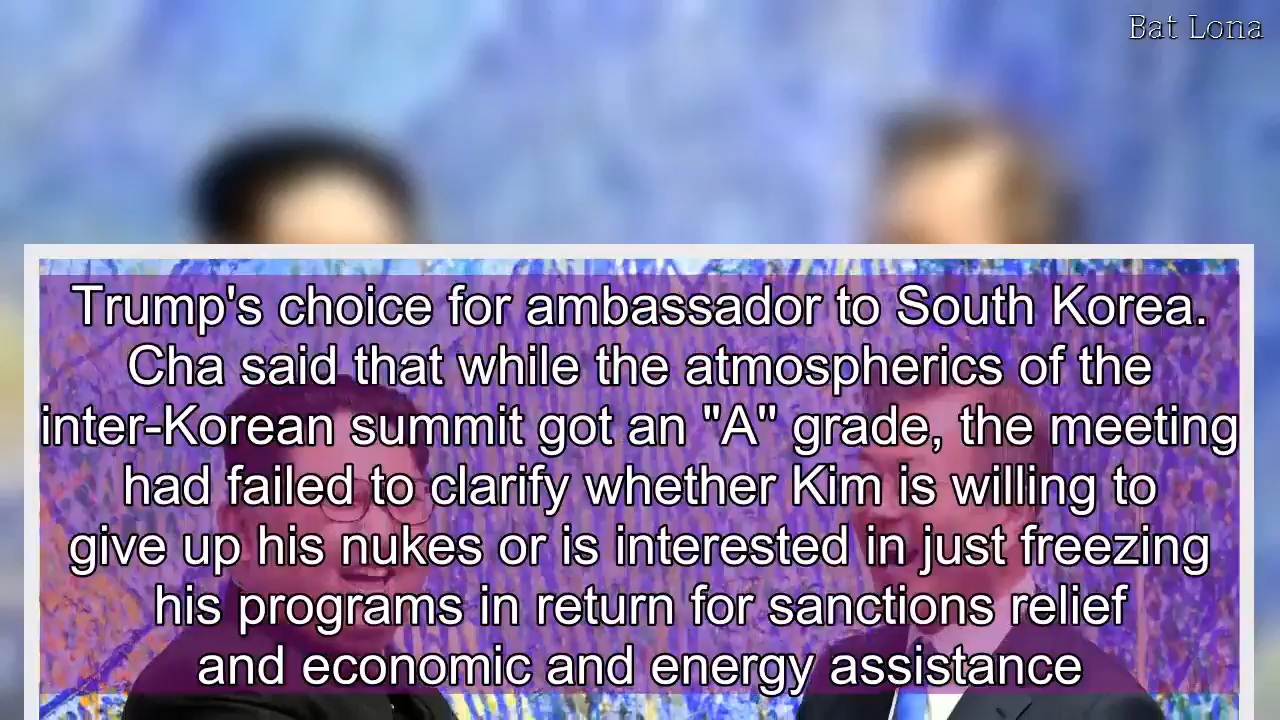 Bat Lona
Trump's choice for ambassador to South Korea.
Cha said that while the atmospherics of the
inter-Korean summit got an "A" grade, the meeting
had failed to clarify whether Kim is willing to
give up his nukes or is interested in just freezing
his programs in return for sanctions relief
and economic and energy assistance